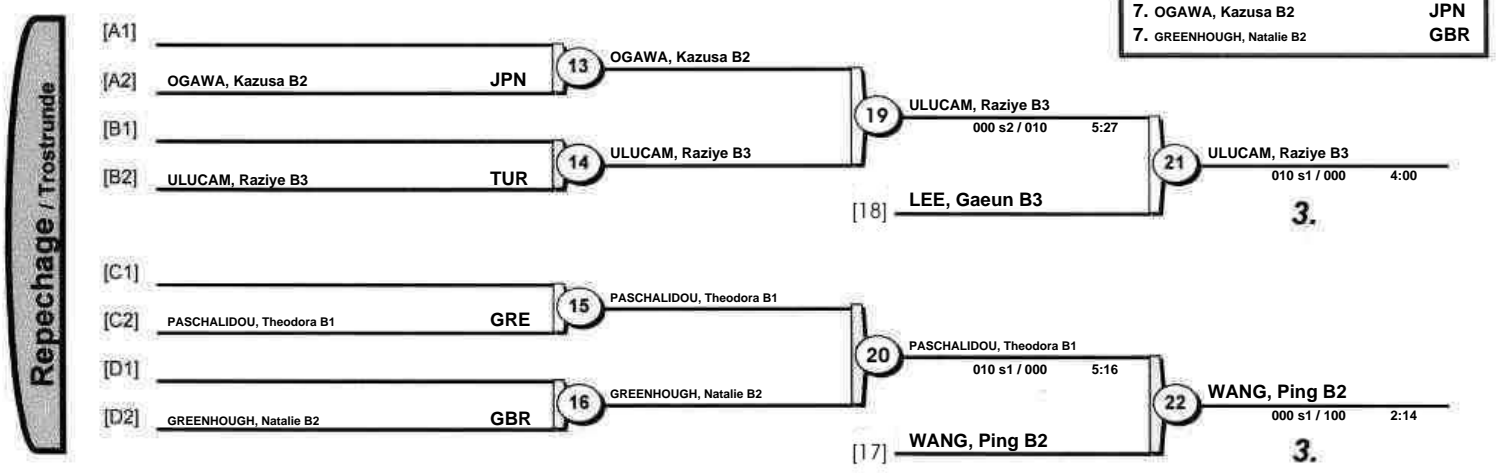 7. OGAWA, Kazusa B2 JPN
7. GREENHOUGH, Natalie B2 GBR
Repechage / Trostrunde
[A1]
[A2] OGAWA, Kazusa B2 JPN
13 OGAWA, Kazusa B2
[B1]
[B2] ULUCAM, Raziye B3 TUR
14 ULUCAM, Raziye B3
19 ULUCAM, Raziye B3
000 s2 / 010 5:27
[18] LEE, Gaeun B3
21 ULUCAM, Raziye B3
010 s1 / 000 4:00
3.
[C1]
[C2] PASCHALIDOU, Theodora B1 GRE
15 PASCHALIDOU, Theodora B1
[D1]
[D2] GREENHOUGH, Natalie B2 GBR
16 GREENHOUGH, Natalie B2
20 PASCHALIDOU, Theodora B1
010 s1 / 000 5:16
[17] WANG, Ping B2
22 WANG, Ping B2
000 s1 / 100 2:14
3.